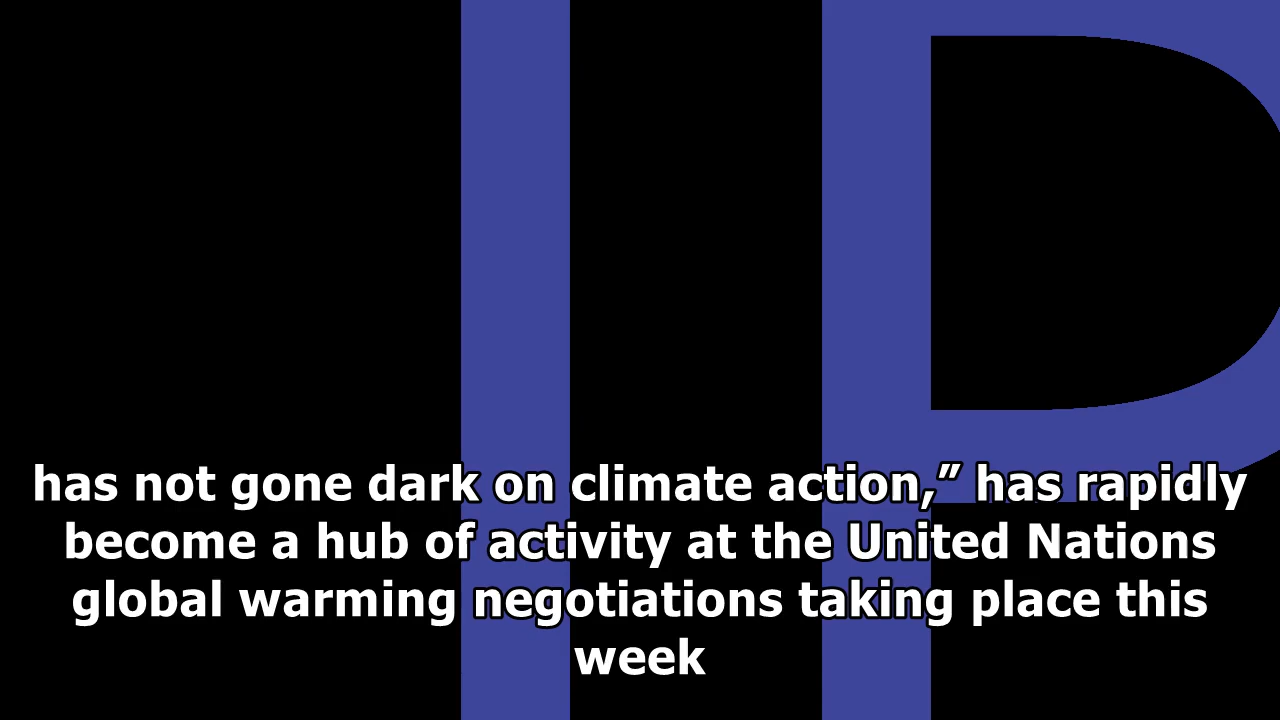 IP
has not gone dark on climate action,” has rapidly
become a hub of activity at the United Nations
global warming negotiations taking place this
week